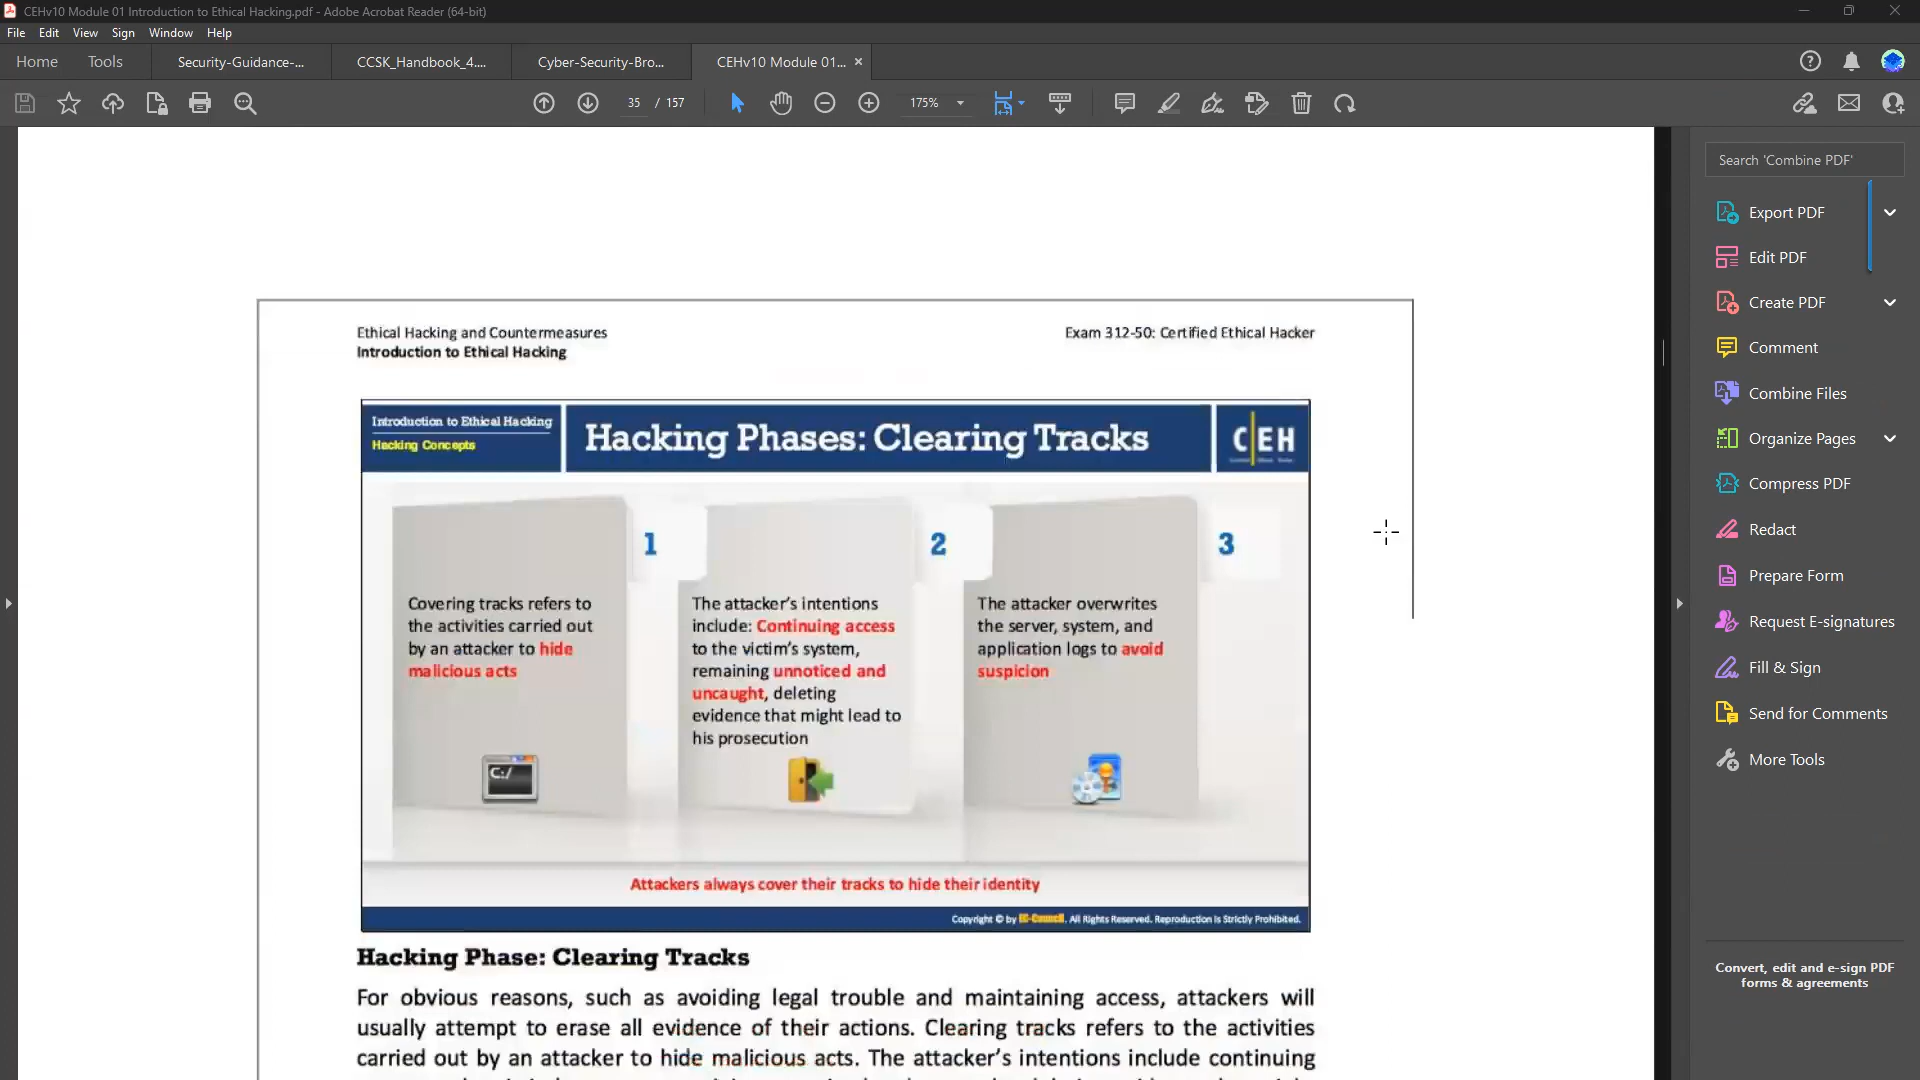 CEHv10 Module 01 Introduction to Ethical Hacking.pdf - Adobe Acrobat Reader (64-bit)
File Edit View Sign Window Help
Home Tools Security-Guidance-... CCSK_Handbook_4.... Cyber-Security-Bro... CEHv10 Module 01... ×
35 / 157 175%
Search 'Combine PDF'
Export PDF
Edit PDF
Create PDF
Comment
Combine Files
Organize Pages
Compress PDF
Redact
Prepare Form
Request E-signatures
Fill & Sign
Send for Comments
More Tools
Convert, edit and e-sign PDF
forms & agreements
Ethical Hacking and Countermeasures
Introduction to Ethical Hacking
Exam 312-50: Certified Ethical Hacker
Introduction to Ethical Hacking
Hacking Concepts
Hacking Phases: Clearing Tracks
C|EH
1
Covering tracks refers to
the activities carried out
by an attacker to hide
malicious acts
C:/
2
The attacker's intentions
include: Continuing access
to the victim's system,
remaining unnoticed and
uncaught, deleting
evidence that might lead to
his prosecution
3
The attacker overwrites
the server, system, and
application logs to avoid
suspicion
Attackers always cover their tracks to hide their identity
Copyright © by EC-Council. All Rights Reserved. Reproduction is Strictly Prohibited.
Hacking Phase: Clearing Tracks
For obvious reasons, such as avoiding legal trouble and maintaining access, attackers will
usually attempt to erase all evidence of their actions. Clearing tracks refers to the activities
carried out by an attacker to hide malicious acts. The attacker's intentions include continuing